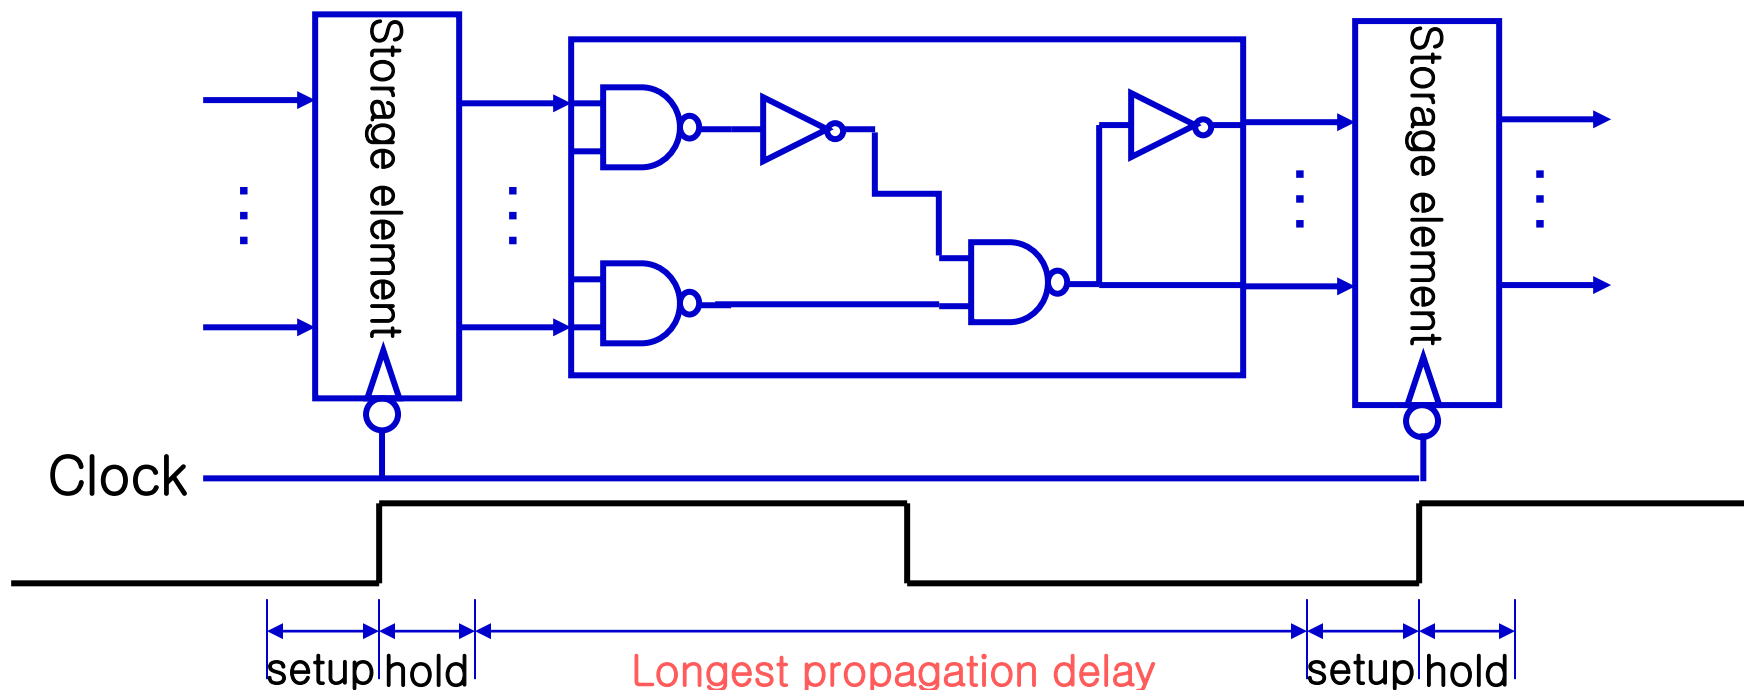 Storage element
Storage element
Clock
setup hold Longest propagation delay setup hold